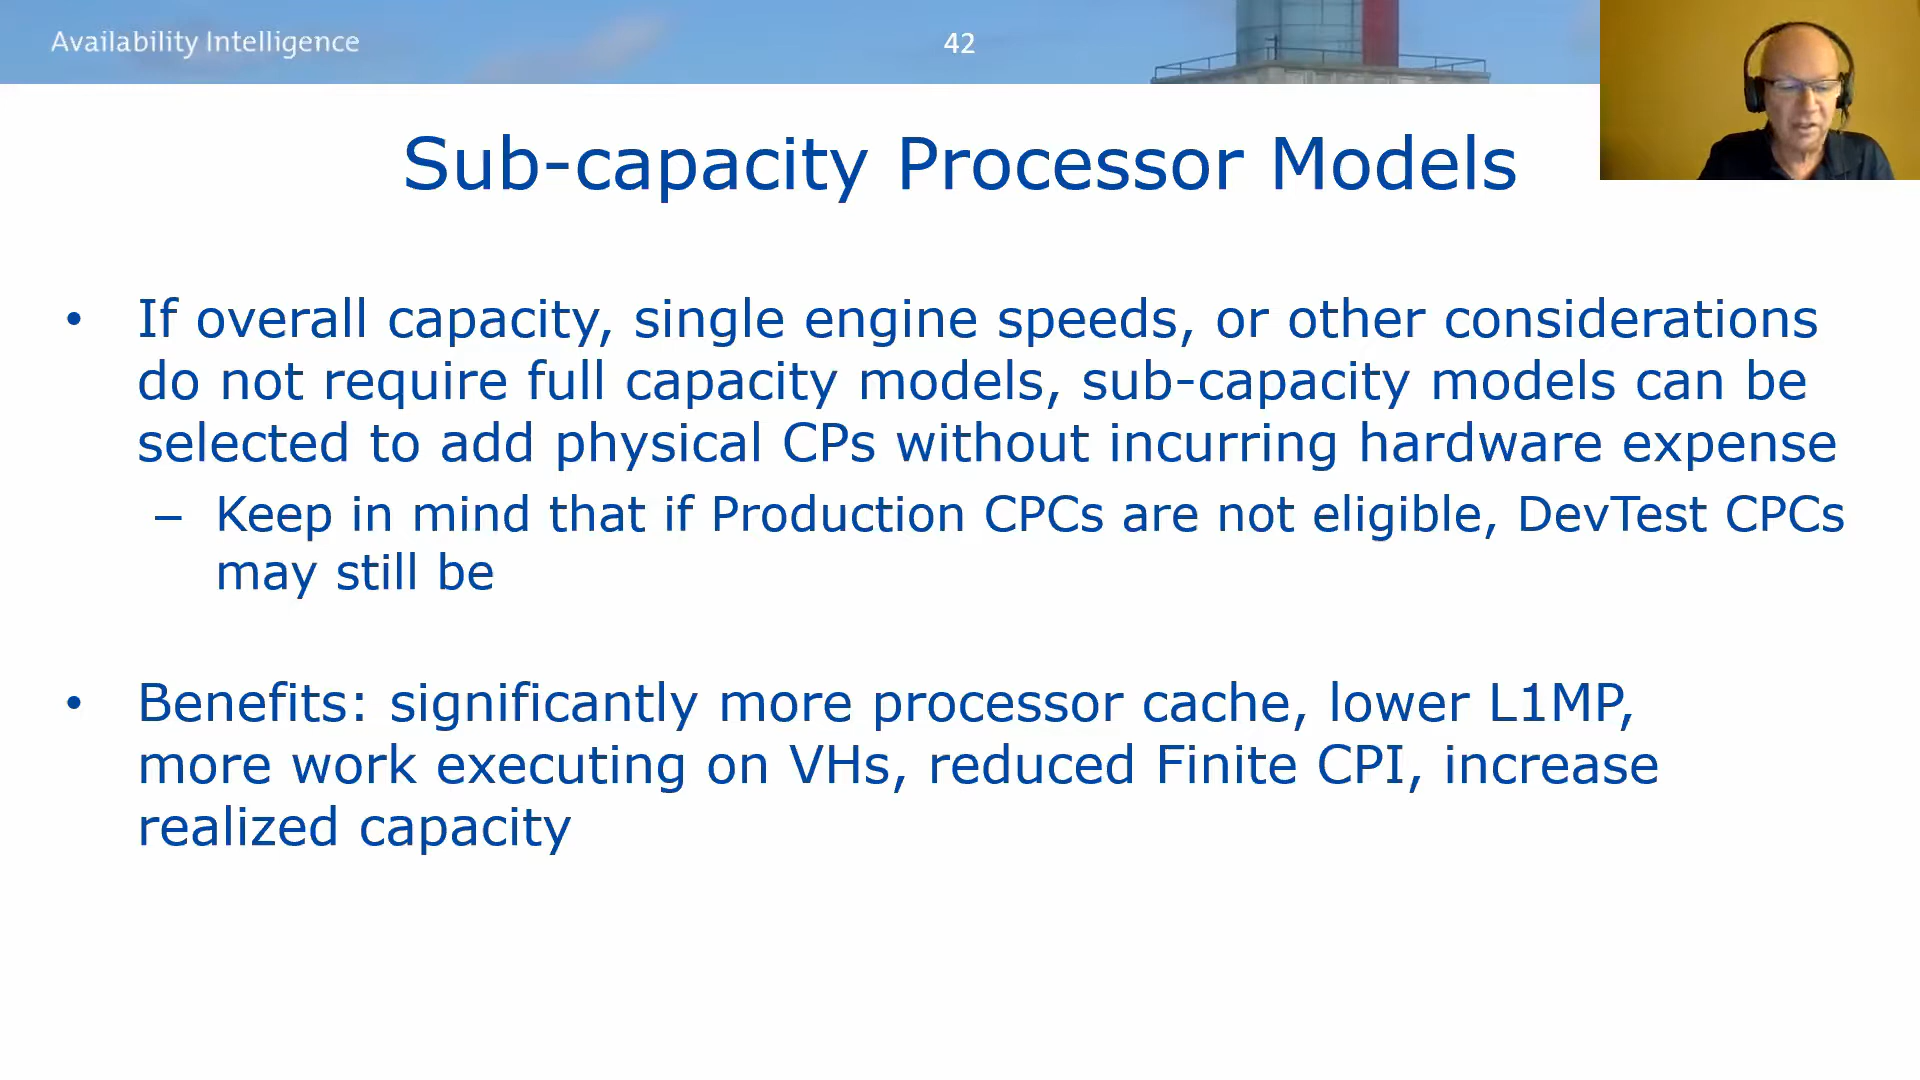 Availability Intelligence
42
Sub-capacity Processor Models
• If overall capacity, single engine speeds, or other considerations
do not require full capacity models, sub-capacity models can be
selected to add physical CPs without incurring hardware expense
– Keep in mind that if Production CPCs are not eligible, DevTest CPCs
may still be
• Benefits: significantly more processor cache, lower L1MP,
more work executing on VHs, reduced Finite CPI, increase
realized capacity